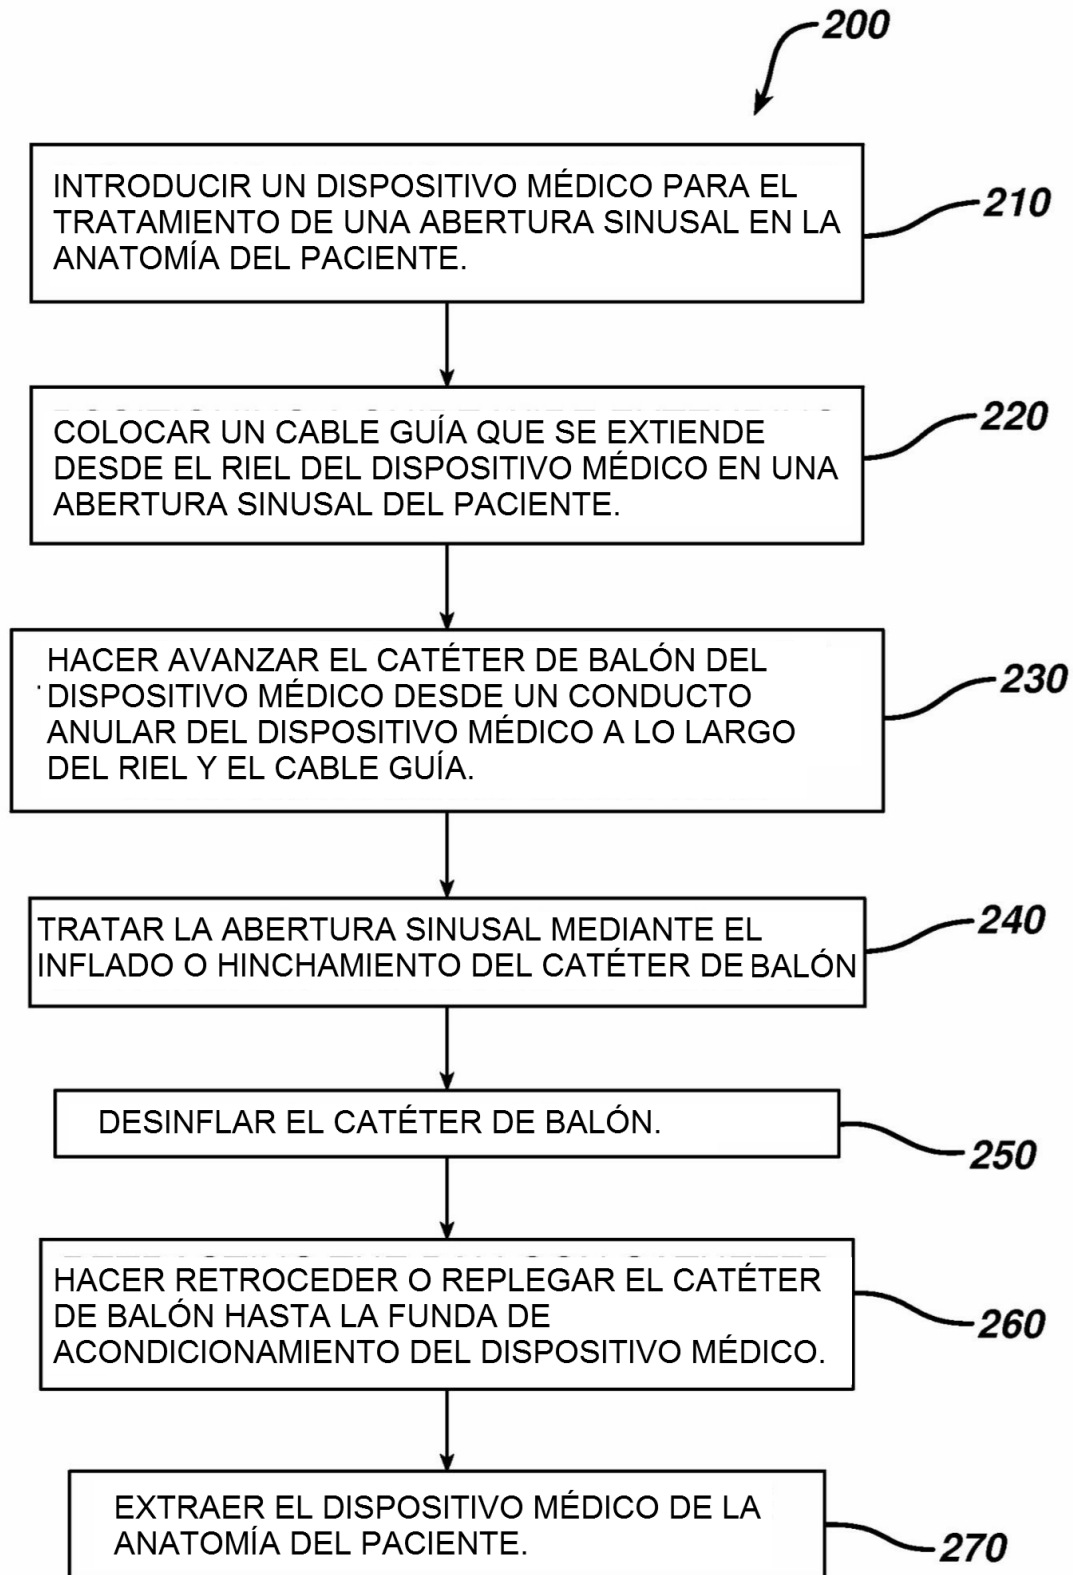 200
INTRODUCIR UN DISPOSITIVO MÉDICO PARA EL
TRATAMIENTO DE UNA ABERTURA SINUSAL EN LA
ANATOMÍA DEL PACIENTE.
210
COLOCAR UN CABLE GUÍA QUE SE EXTIENDE
DESDE EL RIEL DEL DISPOSITIVO MÉDICO EN UNA
ABERTURA SINUSAL DEL PACIENTE.
220
HACER AVANZAR EL CATÉTER DE BALÓN DEL
DISPOSITIVO MÉDICO DESDE UN CONDUCTO
ANULAR DEL DISPOSITIVO MÉDICO A LO LARGO
DEL RIEL Y EL CABLE GUÍA.
230
TRATAR LA ABERTURA SINUSAL MEDIANTE EL
INFLADO O HINCHAMIENTO DEL CATÉTER DE BALÓN
240
DESINFLAR EL CATÉTER DE BALÓN.
250
HACER RETROCEDER O REPLEGAR EL CATÉTER
DE BALÓN HASTA LA FUNDA DE
ACONDICIONAMIENTO DEL DISPOSITIVO MÉDICO.
260
EXTRAER EL DISPOSITIVO MÉDICO DE LA
ANATOMÍA DEL PACIENTE.
270